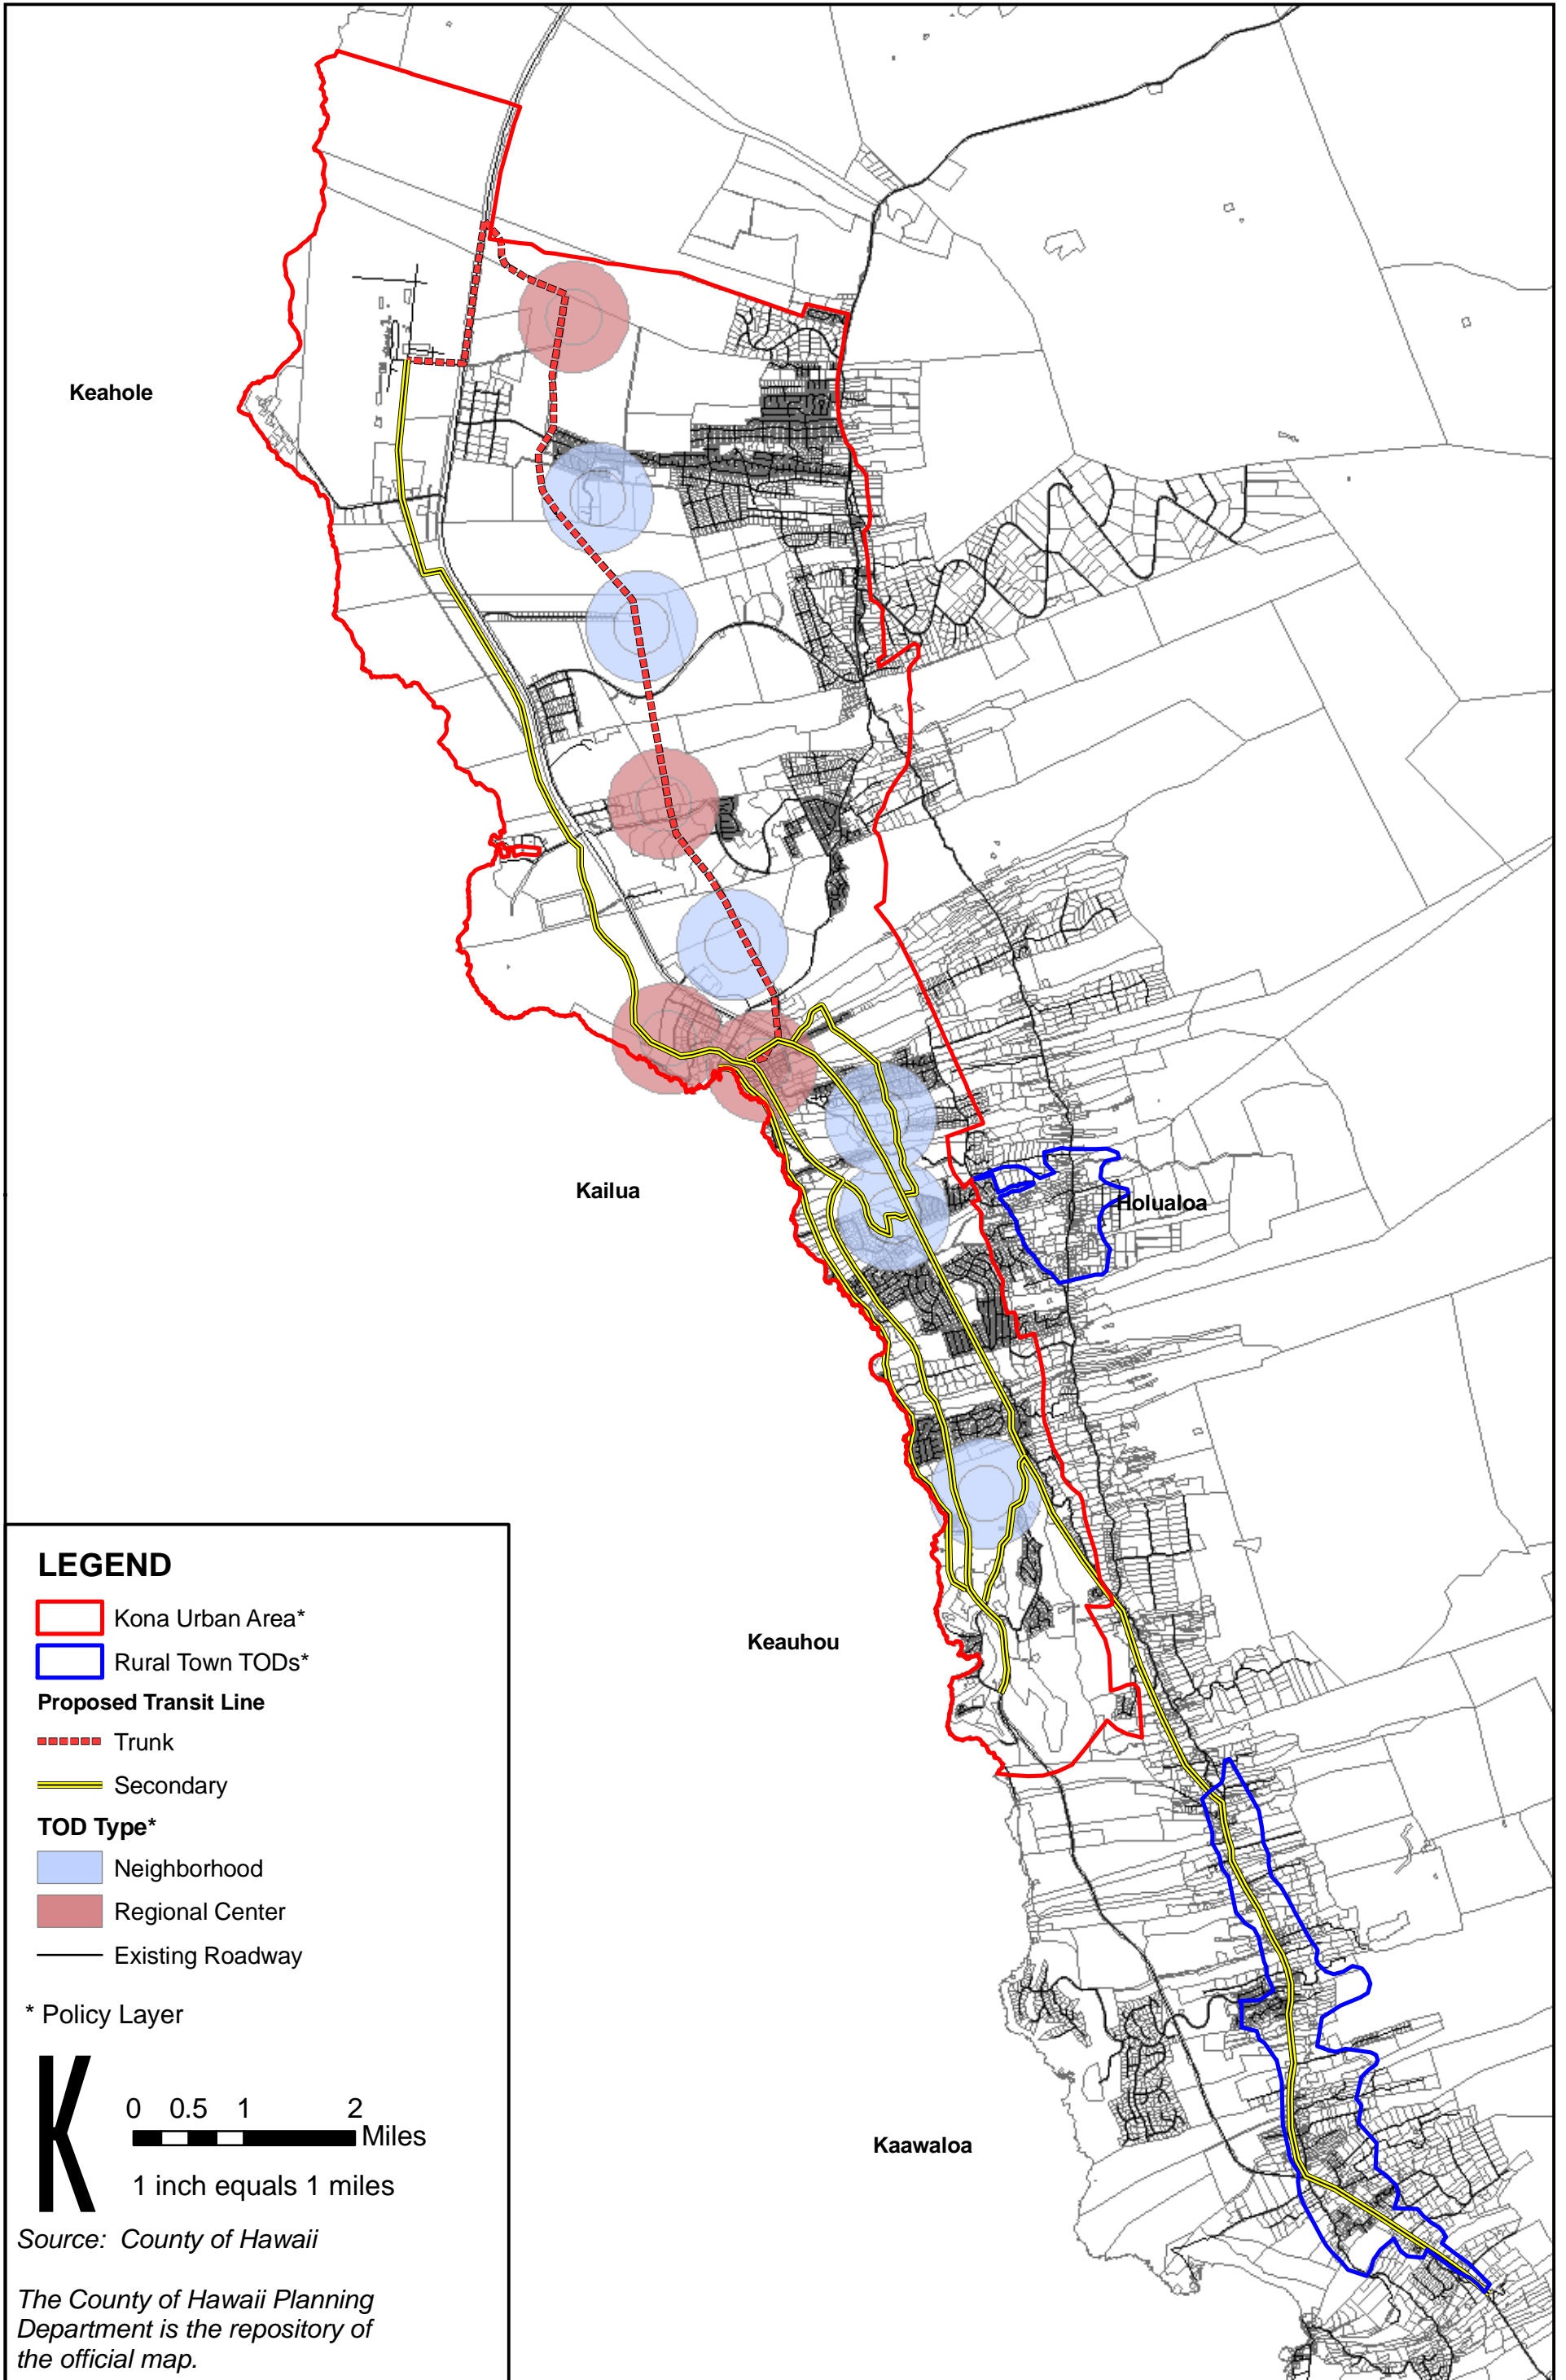 Keahole
Kailua
Holualoa
Keauhou
Kaawaloa
LEGEND
Kona Urban Area*
Rural Town TODs*
Proposed Transit Line
Trunk
Secondary
TOD Type*
Neighborhood
Regional Center
Existing Roadway
* Policy Layer
K
0 0.5 1 2
Miles
1 inch equals 1 miles
Source: County of Hawaii
The County of Hawaii Planning
Department is the repository of
the official map.